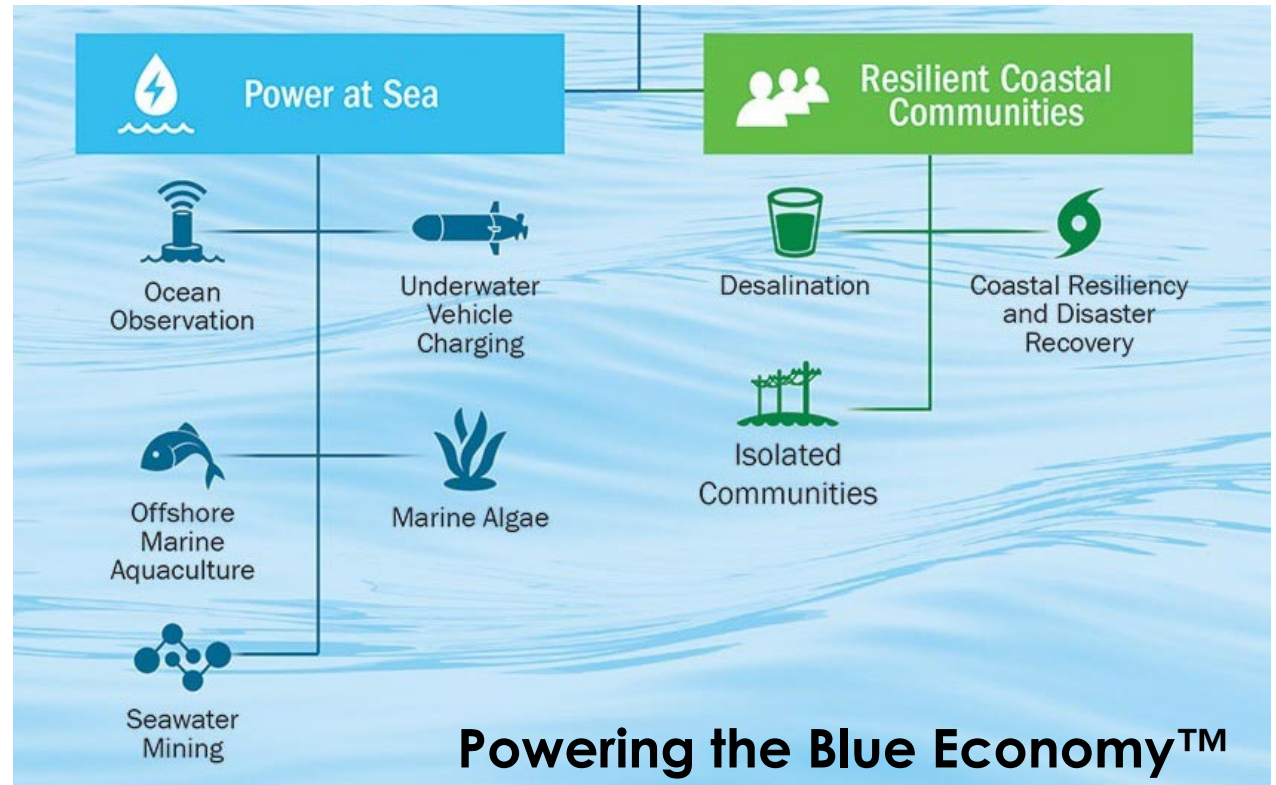 Power at Sea
Resilient Coastal
Communities
Ocean
Observation
Underwater
Vehicle
Charging
Desalination
Coastal Resiliency
and Disaster
Recovery
Offshore
Marine
Aquaculture
Marine Algae
Isolated
Communities
Seawater
Mining
Powering the Blue Economy™